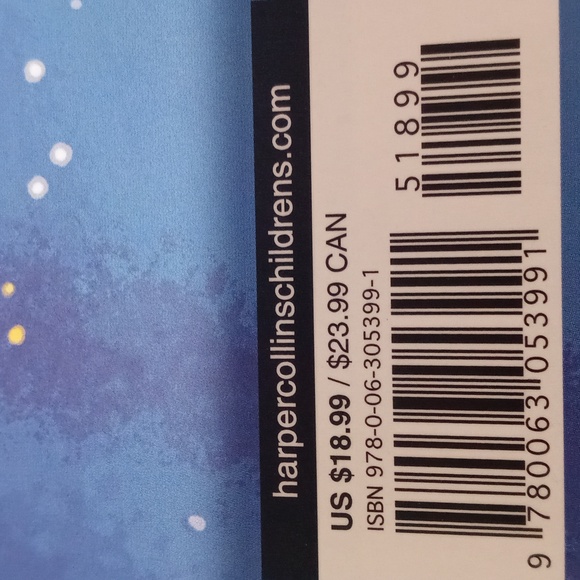 harpercollinschildrens.com
US $18.99 / $23.99 CAN
ISBN 978-0-06-305399-1
51899
9 780063 053991